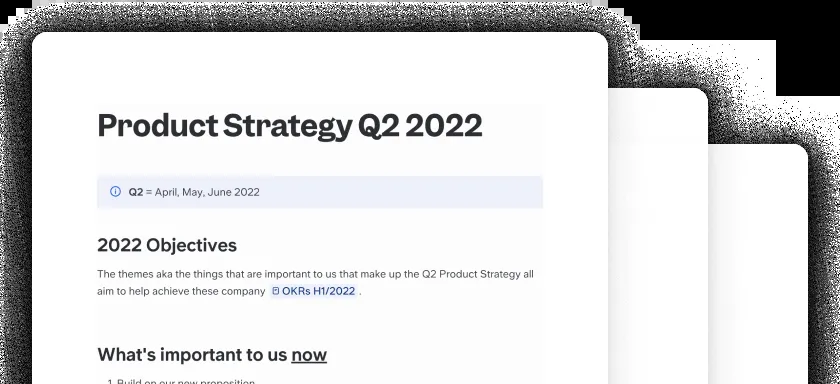 Product Strategy Q2 2022
Q2 = April, May, June 2022
2022 Objectives
The themes aka the things that are important to us that make up the Q2 Product Strategy all
aim to help achieve these company OKRs H1/2022 .
What's important to us now
1. Build on our new proposition